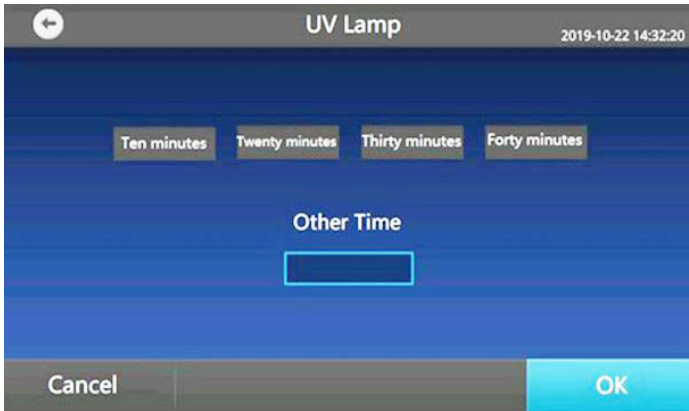 UV Lamp
2019-10-22 14:32:20
Ten minutes
Twenty minutes
Thirty minutes
Forty minutes
Other Time
Cancel
OK